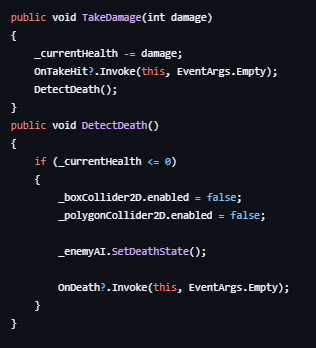 public void TakeDamage(int damage)
{
    _currentHealth -= damage;
    OnTakeHit?.Invoke(this, EventArgs.Empty);
    DetectDeath();
}
public void DetectDeath()
{
    if (_currentHealth <= 0)
    {
        _boxCollider2D.enabled = false;
        _polygonCollider2D.enabled = false;

        _enemyAI.SetDeathState();

        OnDeath?.Invoke(this, EventArgs.Empty);
    }
}